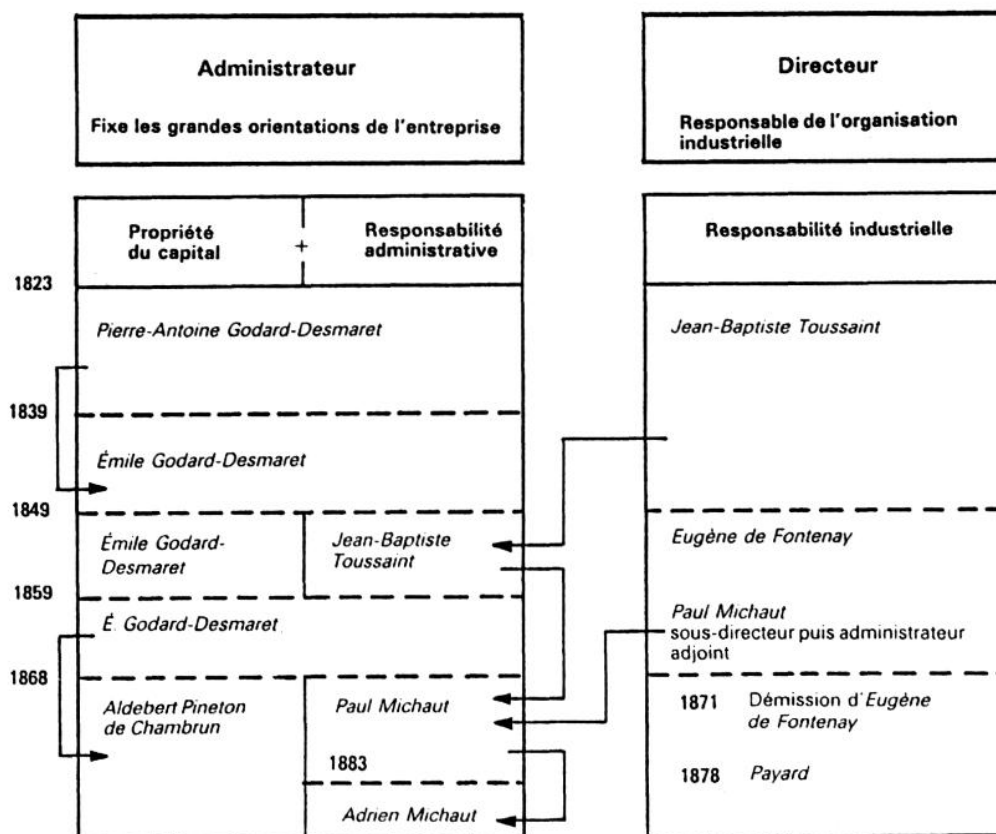 Administrateur
Fixe les grandes orientations de l'entreprise
Directeur
Responsable de l'organisation
industrielle
Propriété
du capital
+
Responsabilité
administrative
Responsabilité industrielle
1823
Pierre-Antoine Godard-Desmaret
Jean-Baptiste Toussaint
1839
Émile Godard-Desmaret
1849
Émile Godard-
Desmaret
Jean-Baptiste
Toussaint
Eugène de Fontenay
1859
É. Godard-Desmaret
Paul Michaut
sous-directeur puis administrateur
adjoint
1868
Aldebert Pineton
de Chambrun
Paul Michaut
1883
Adrien Michaut
1871 Démission d'Eugène
de Fontenay
1878 Payard